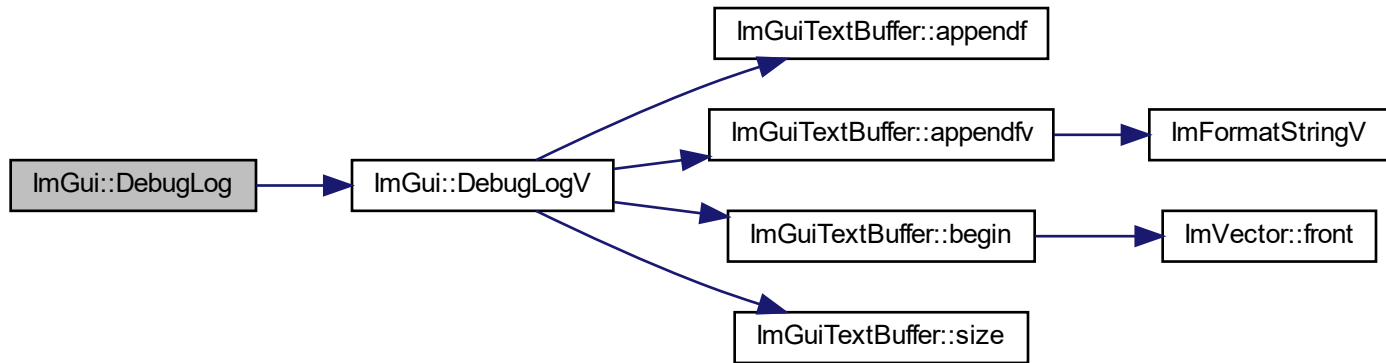 ImGui::DebugLog
ImGui::DebugLogV
ImGuiTextBuffer::appendf
ImGuiTextBuffer::appendfv
ImFormatStringV
ImGuiTextBuffer::begin
ImVector::front
ImGuiTextBuffer::size